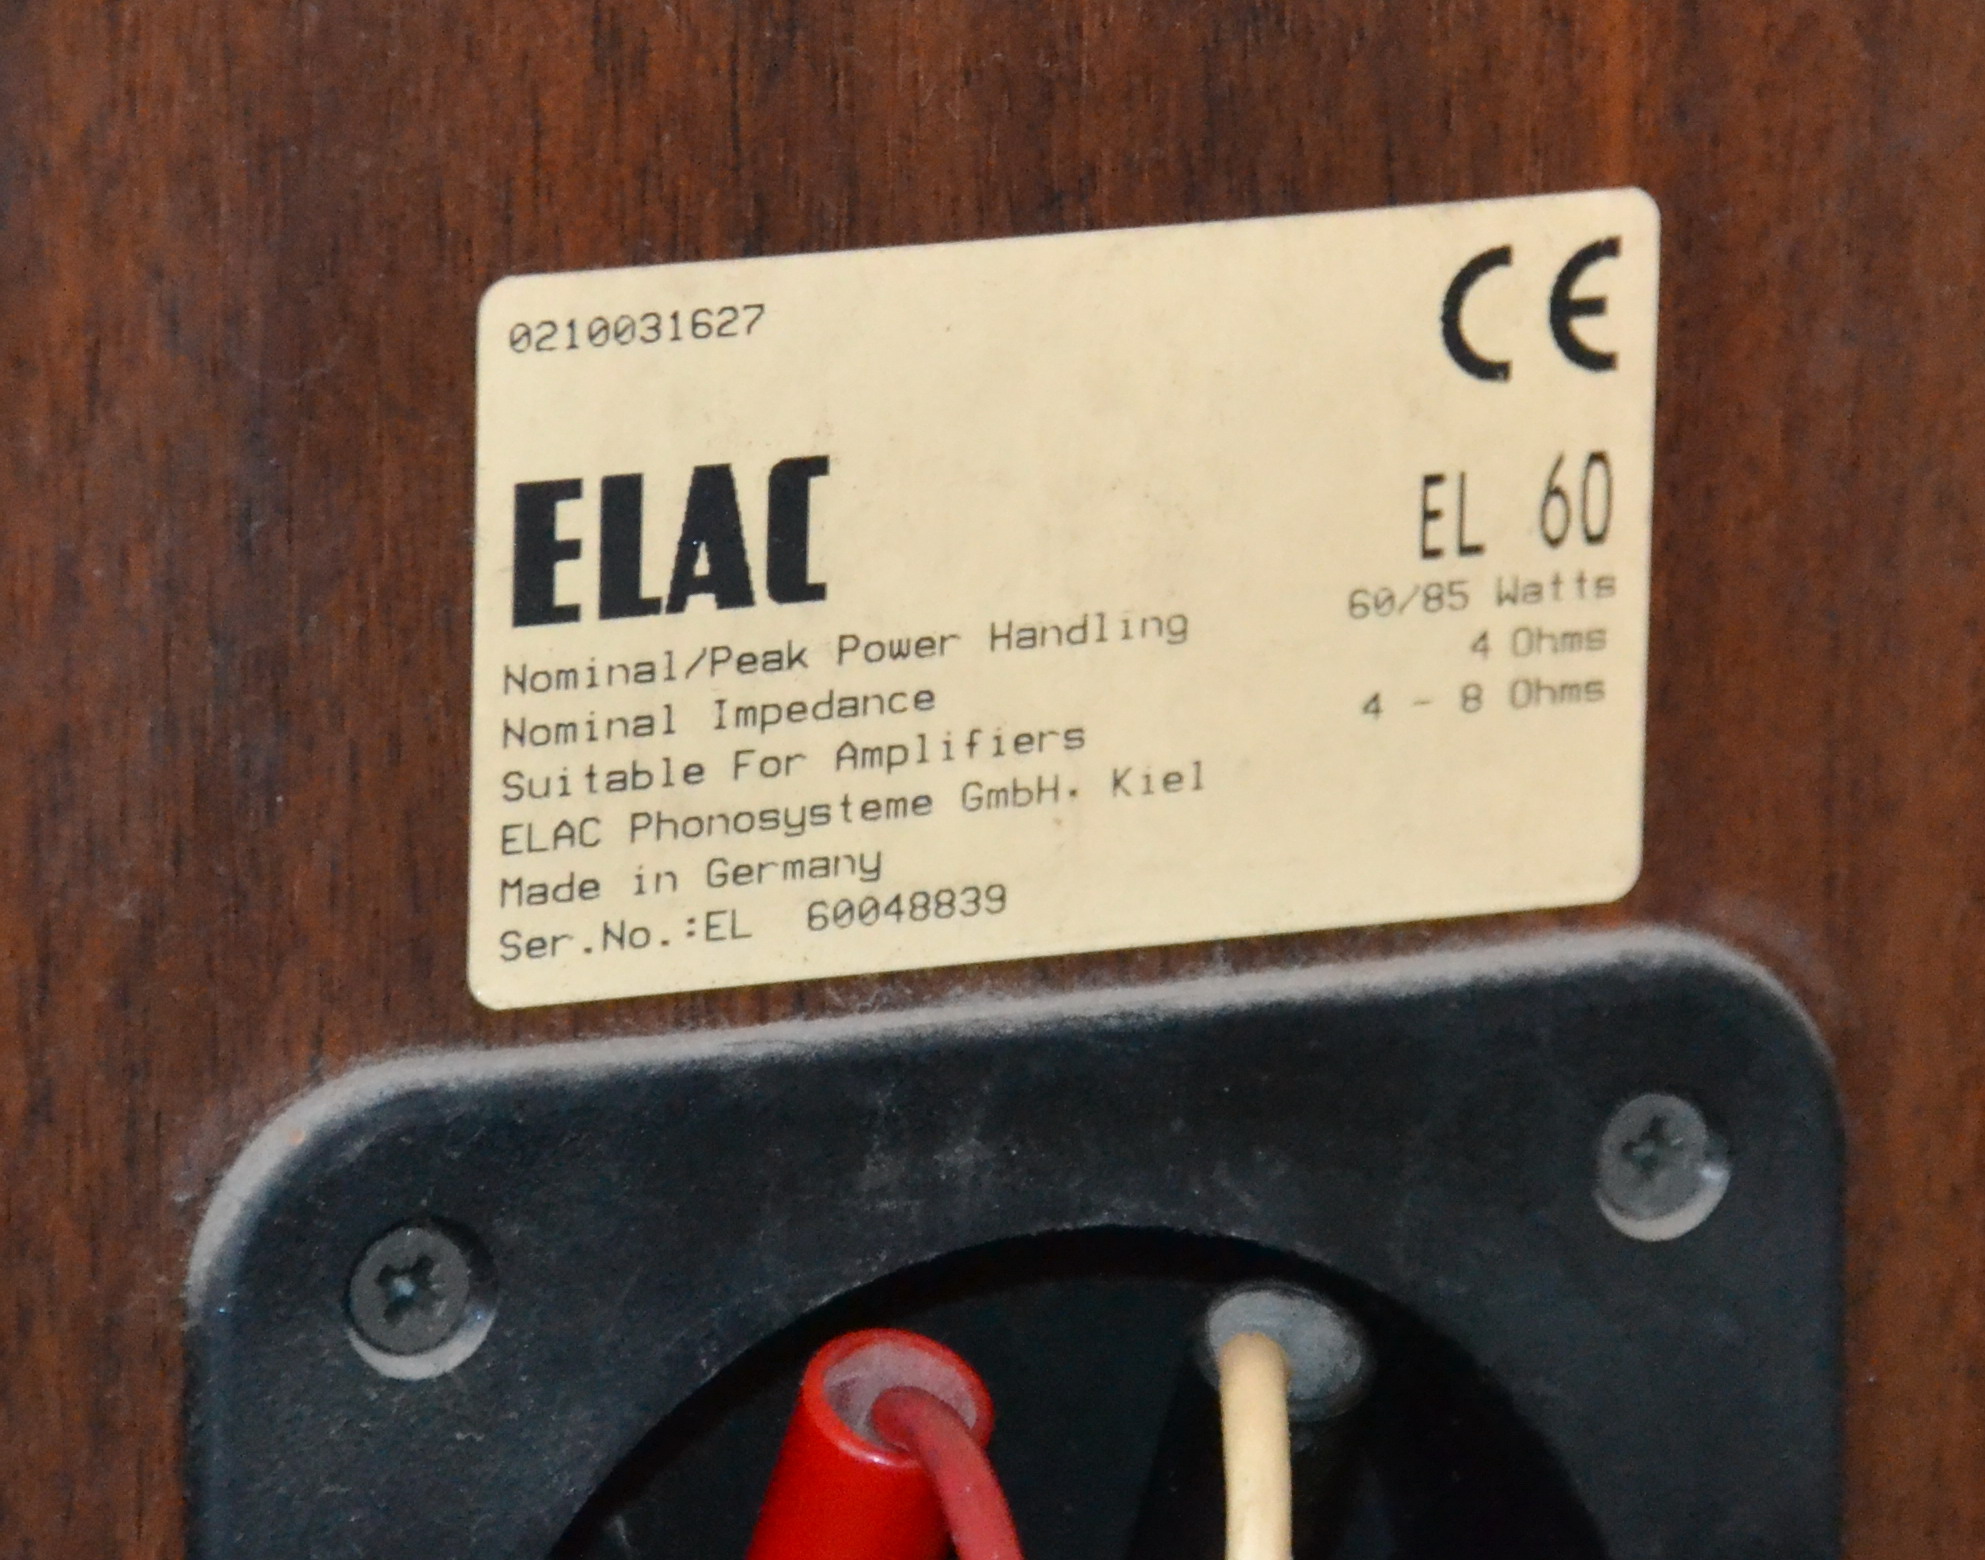 0210031627
CE
ELAC
EL 60
Nominal/Peak Power Handling 60/85 Watts
Nominal Impedance 4 Ohms
Suitable For Amplifiers 4 - 8 Ohms
ELAC Phonosysteme GmbH. Kiel
Made in Germany
Ser.No.:EL 60048839